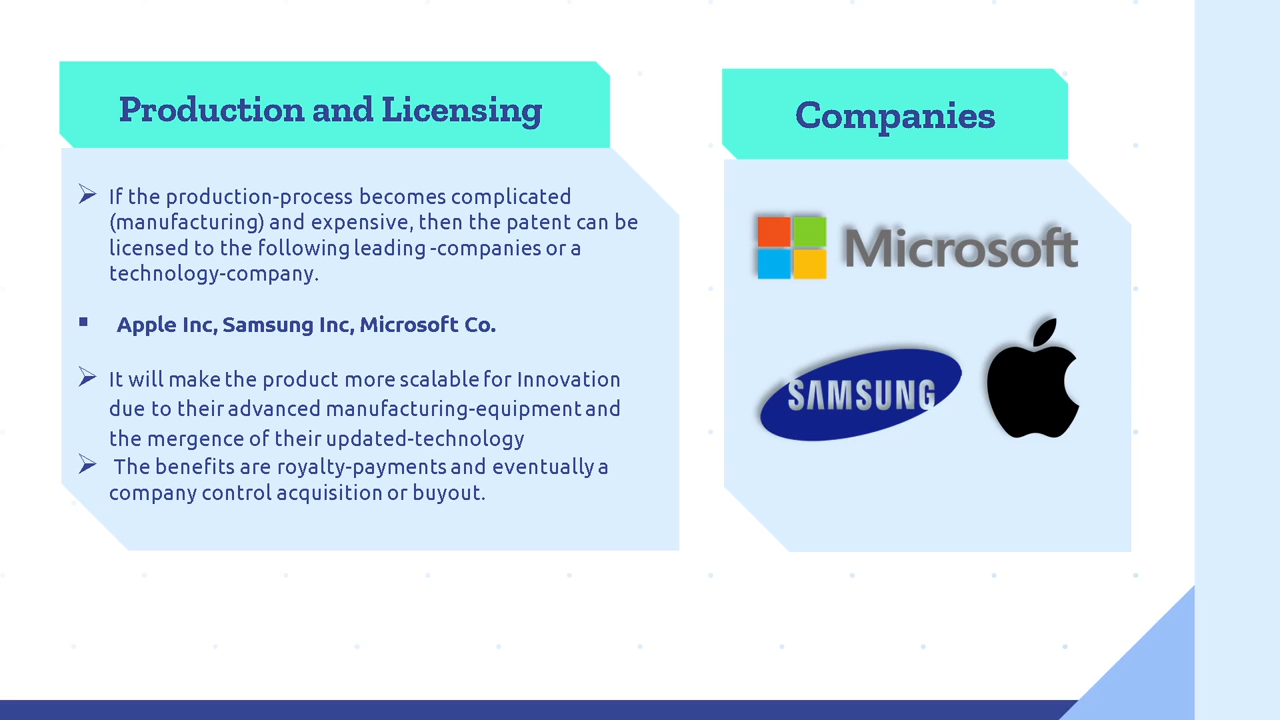 Production and Licensing
If the production-process becomes complicated
(manufacturing) and expensive, then the patent can be
licensed to the following leading -companies or a
technology-company.
Apple Inc, Samsung Inc, Microsoft Co.
It will make the product more scalable for Innovation
due to their advanced manufacturing-equipment and
the mergence of their updated-technology
The benefits are royalty-payments and eventually a
company control acquisition or buyout.
Companies
Microsoft
SAMSUNG